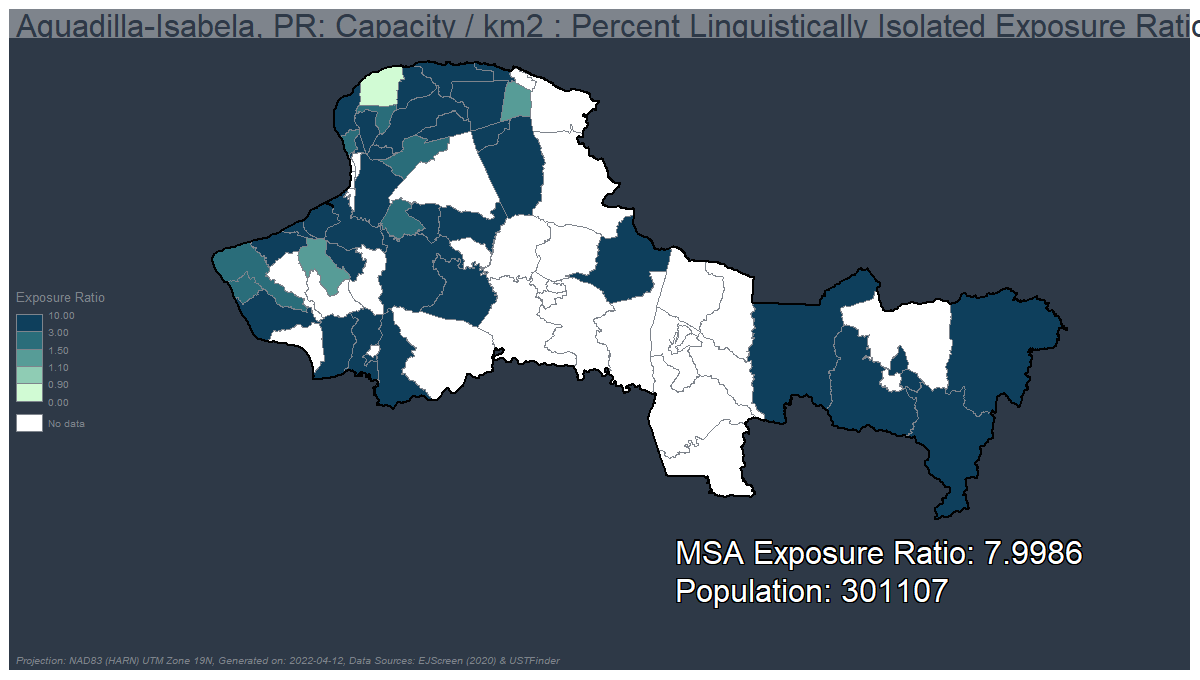 Aguadilla-Isabela, PR: Capacity / km2 : Percent Linguistically Isolated Exposure Ratio
Exposure Ratio
10.00
3.00
1.50
1.10
0.90
0.00
No data
MSA Exposure Ratio: 7.9986
Population: 301107
Projection: NAD83 (HARN) UTM Zone 19N, Generated on: 2022-04-12, Data Sources: EJScreen (2020) & USTFinder